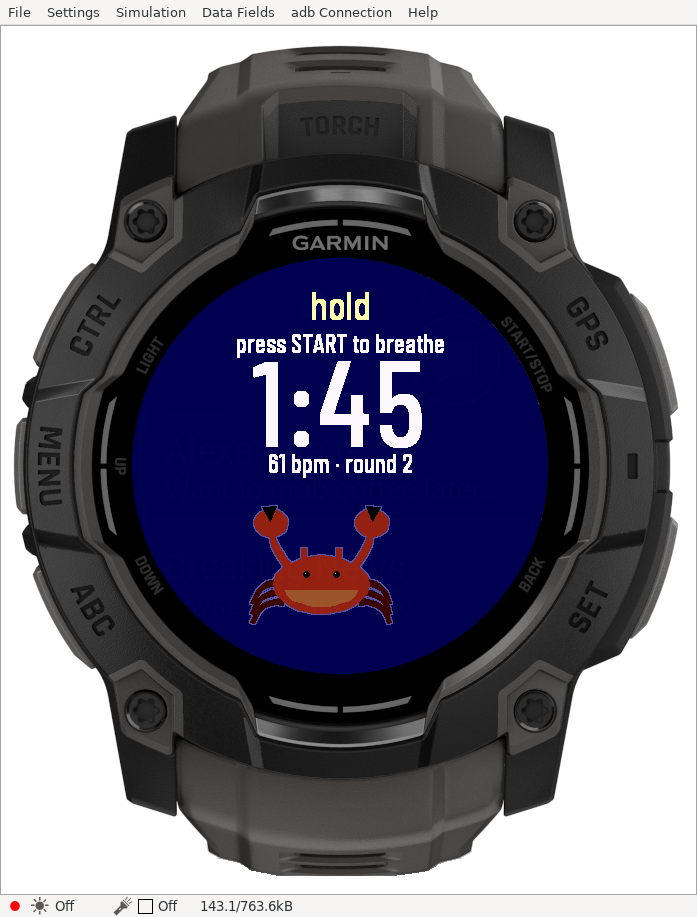 File Settings Simulation Data Fields adb Connection Help
TORCH
GARMIN
CTRL
GPS
LIGHT
START/STOP
hold
press START to breathe
1:45
61 bpm · round 2
MENU
UP
DOWN
BACK
ABC
SET
Off Off 143.1/763.6kB